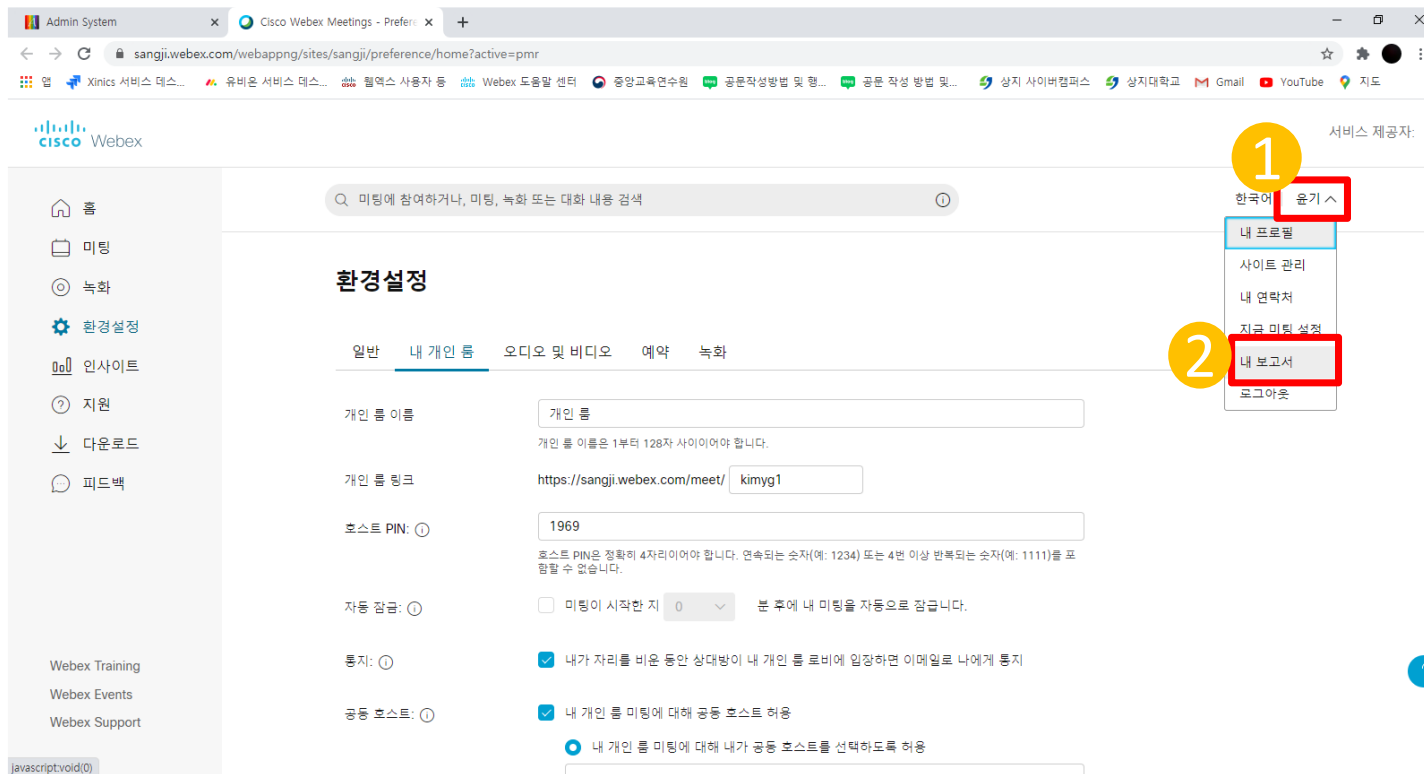 Admin System
Cisco Webex Meetings - Prefere
sangji.webex.com/webappng/sites/sangji/preference/home?active=pmr
앱 Xinics 서비스 데스... 유비온 서비스 데스... 웹엑스 사용자 등 Webex 도움말 센터 중앙교육연수원 공문작성방법 및 행... 공문 작성 방법 및... 상지 사이버캠퍼스 상지대학교 Gmail YouTube 지도
cisco Webex
서비스 제공자:
1
미팅에 참여하거나, 미팅, 녹화 또는 대화 내용 검색
한국어 윤기
홈
미팅
녹화
환경설정
인사이트
지원
다운로드
피드백
Webex Training
Webex Events
Webex Support
javascript:void(0)
내 프로필
사이트 관리
내 연락처
지금 미팅 설정
2
내 보고서
로그아웃
환경설정
일반 내 개인 룸 오디오 및 비디오 예약 녹화
개인 룸 이름 개인 룸
개인 룸 이름은 1부터 128자 사이이어야 합니다.
개인 룸 링크 https://sangji.webex.com/meet/ kimyg1
호스트 PIN: 1969
호스트 PIN은 정확히 4자리이어야 합니다. 연속되는 숫자(예: 1234) 또는 4번 이상 반복되는 숫자(예: 1111)를 포
함할 수 없습니다.
자동 잠금: 미팅이 시작한 지 0 분 후에 내 미팅을 자동으로 잠급니다.
통지: 내가 자리를 비운 동안 상대방이 내 개인 룸 로비에 입장하면 이메일로 나에게 통지
공동 호스트: 내 개인 룸 미팅에 대해 공동 호스트 허용
내 개인 룸 미팅에 대해 내가 공동 호스트를 선택하도록 허용